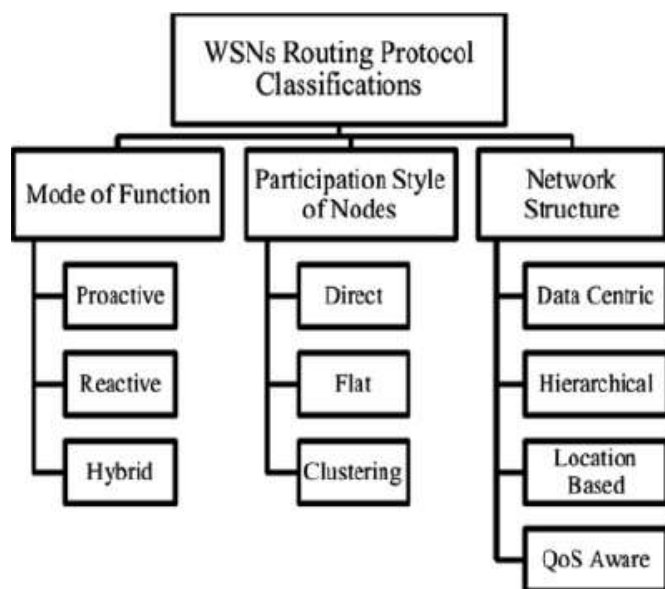 WSNs Routing Protocol
Classifications
Mode of Function
Participation Style
of Nodes
Network
Structure
Proactive
Reactive
Hybrid
Direct
Flat
Clustering
Data Centric
Hierarchical
Location
Based
QoS Aware